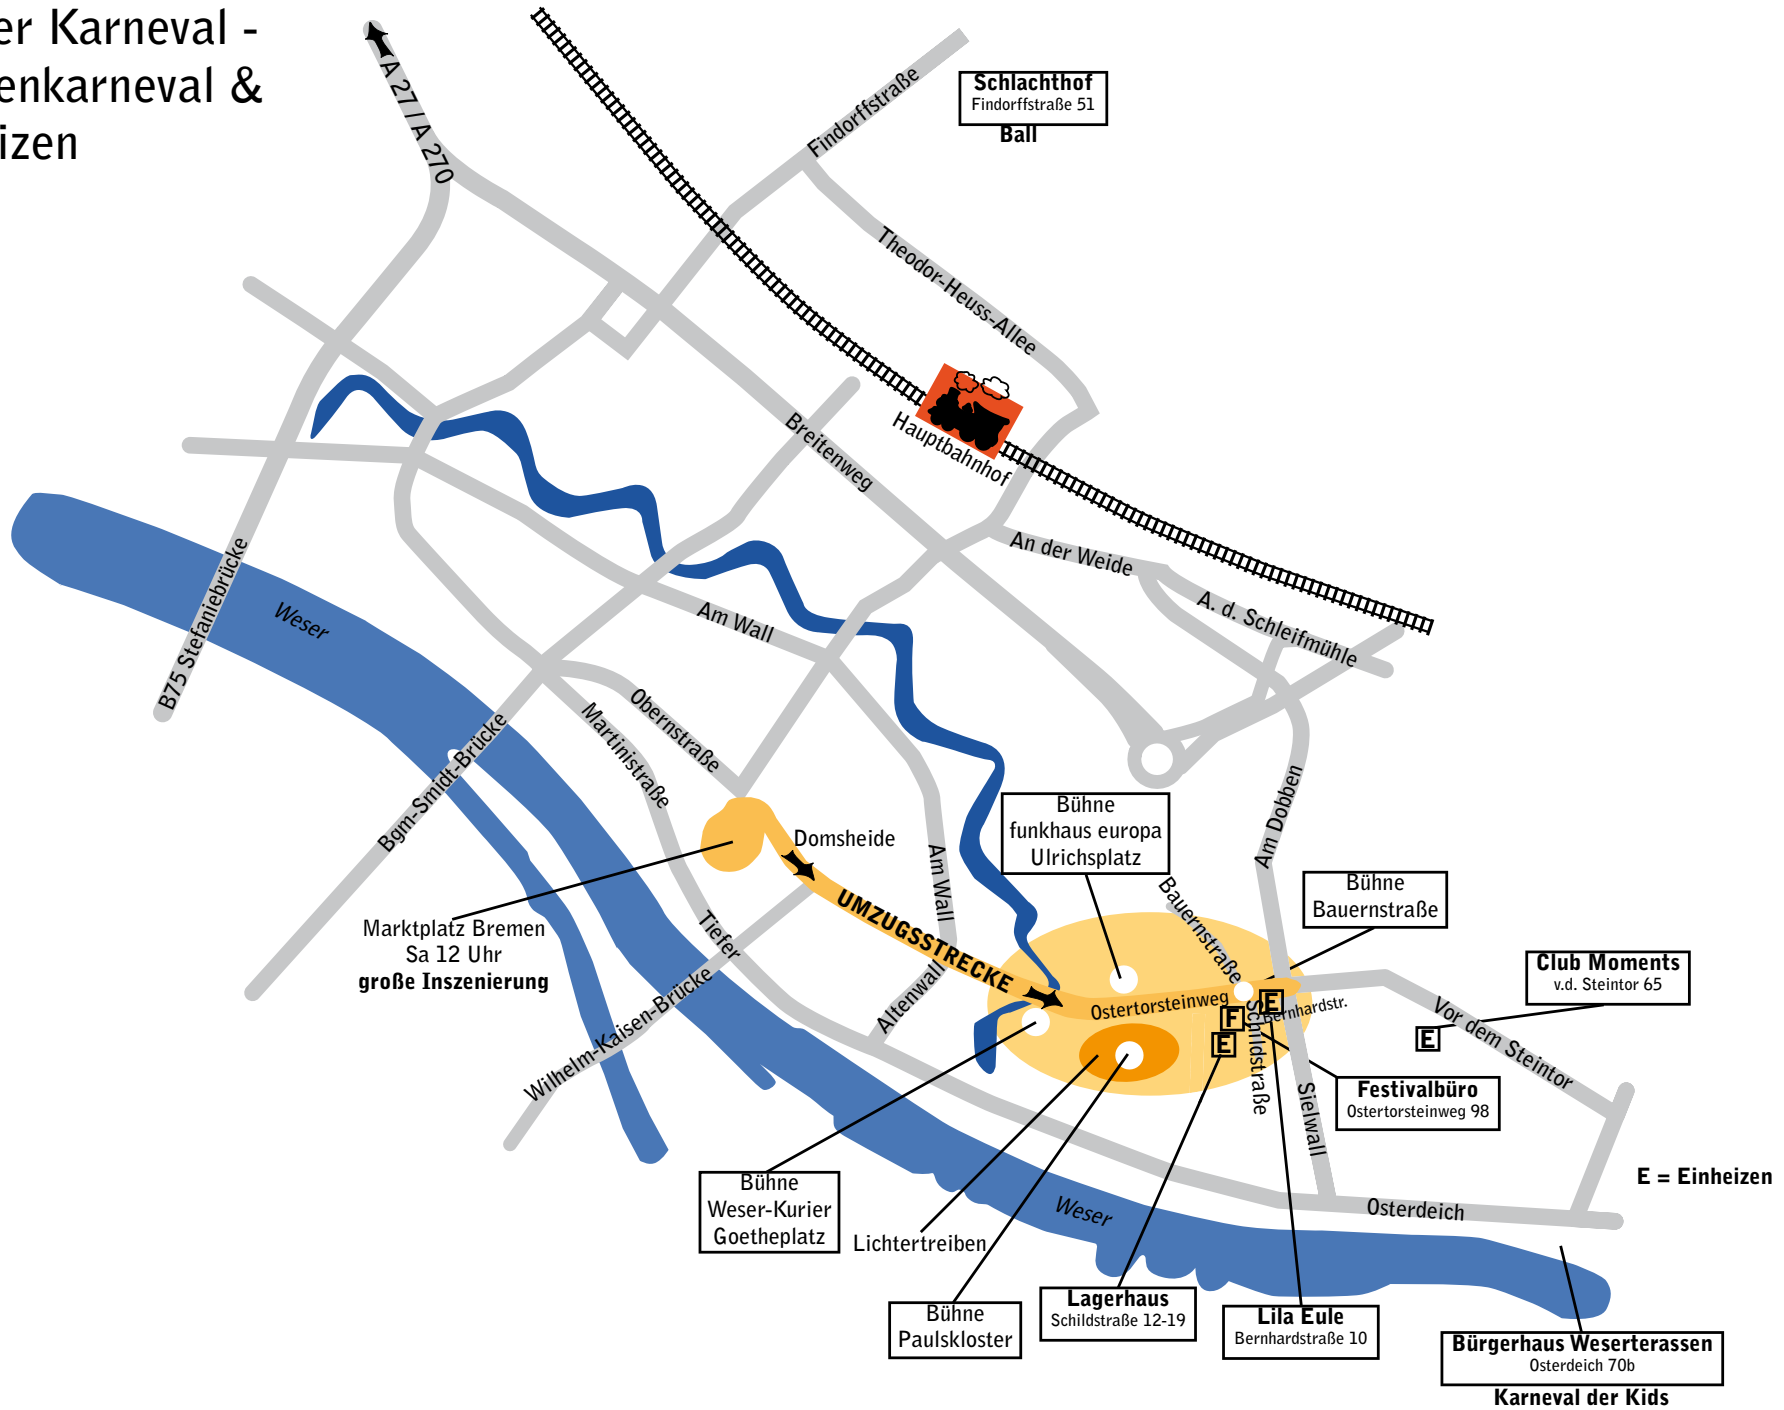 er Karneval -
enkarneval &
izen
A 27 / A 270
Findorffstraße
Schlachthof
Findorffstraße 51
Ball
Theodor-Heuss-Allee
Hauptbahnhof
Breitenweg
An der Weide
A. d. Schleifmühle
B75 Stefaniebrücke
Weser
Am Wall
Obernstraße
Martinistraße
Bgm-Smidt-Brücke
Domsheide
UMZUGSSTRECKE
Am Wall
Bühne
funkhaus europa
Ulrichsplatz
Am Dobben
Bauernstraße
Bühne
Bauernstraße
Marktplatz Bremen
Sa 12 Uhr
große Inszenierung
Tiefer
Wilhelm-Kaisen-Brücke
Altenwall
Ostertorsteinweg
Bernhardstr.
Schildstraße
E
F
E
Sielwall
Club Moments
v.d. Steintor 65
E
Vor dem Steintor
Festivalbüro
Ostertorsteinweg 98
E = Einheizen
Osterdeich
Weser
Bühne
Weser-Kurier
Goetheplatz
Lichtertreiben
Bühne
Paulskloster
Lagerhaus
Schildstraße 12-19
Lila Eule
Bernhardstraße 10
Bürgerhaus Weserterassen
Osterdeich 70b
Karneval der Kids